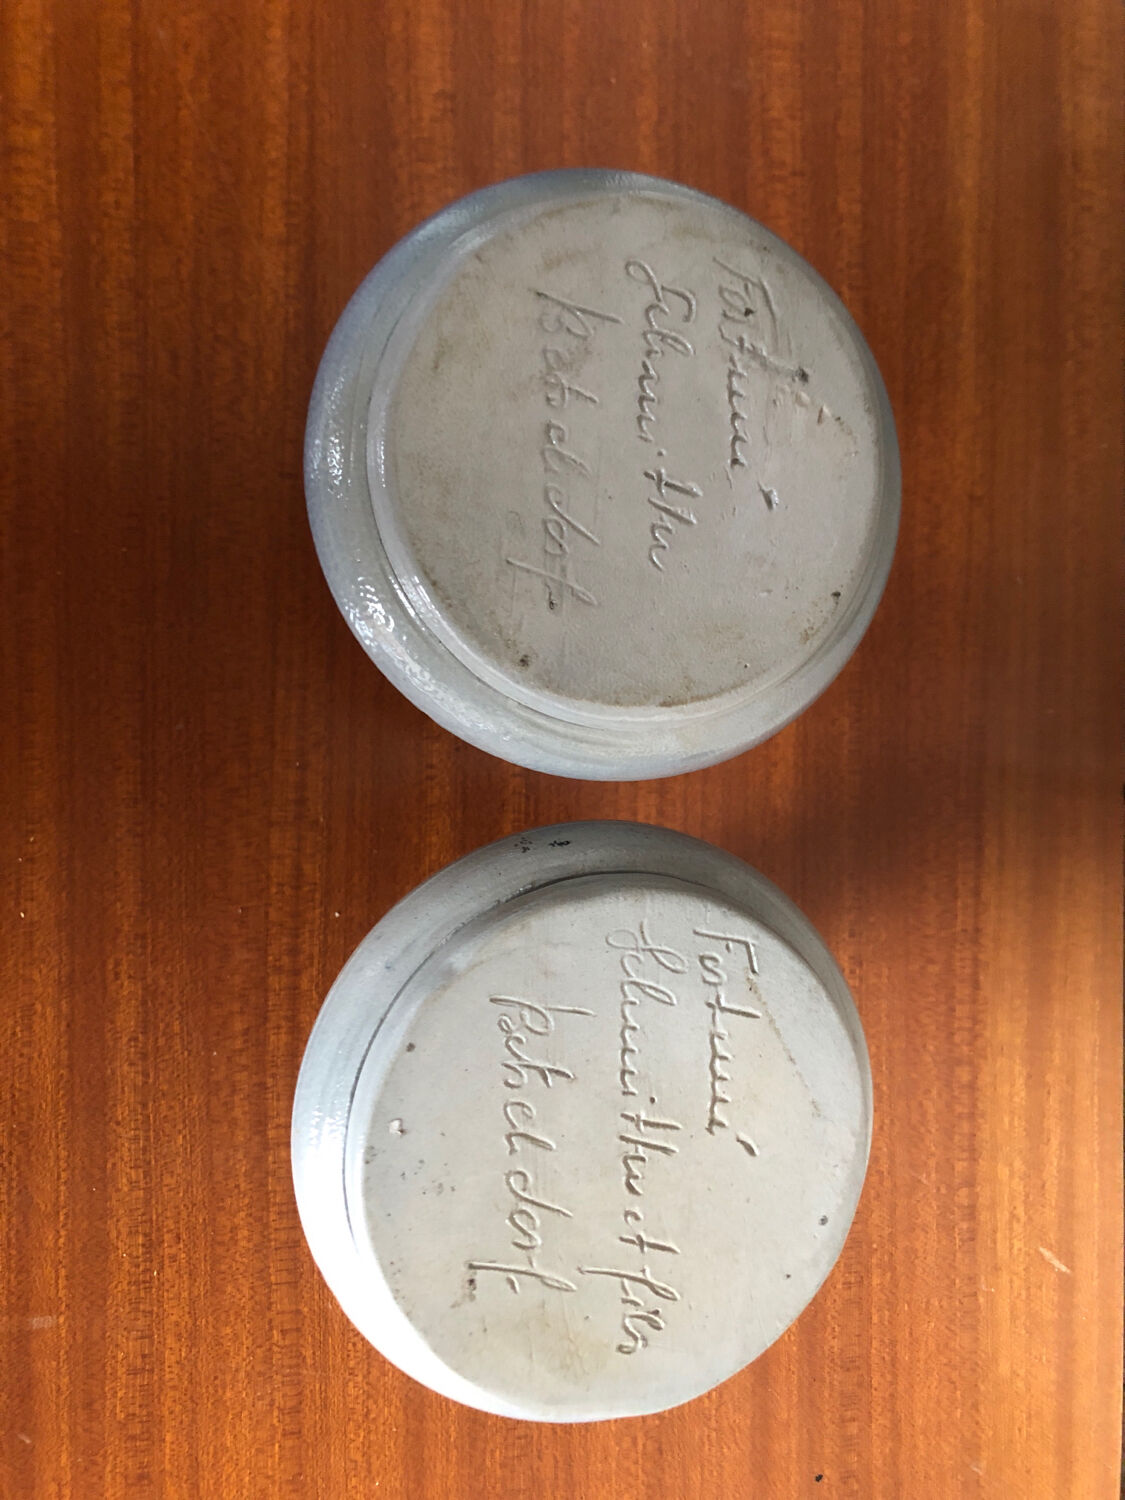 Fortuné
Schmitter
Betschdorf
Fortuné
Schmitter et fils
Betschdorf